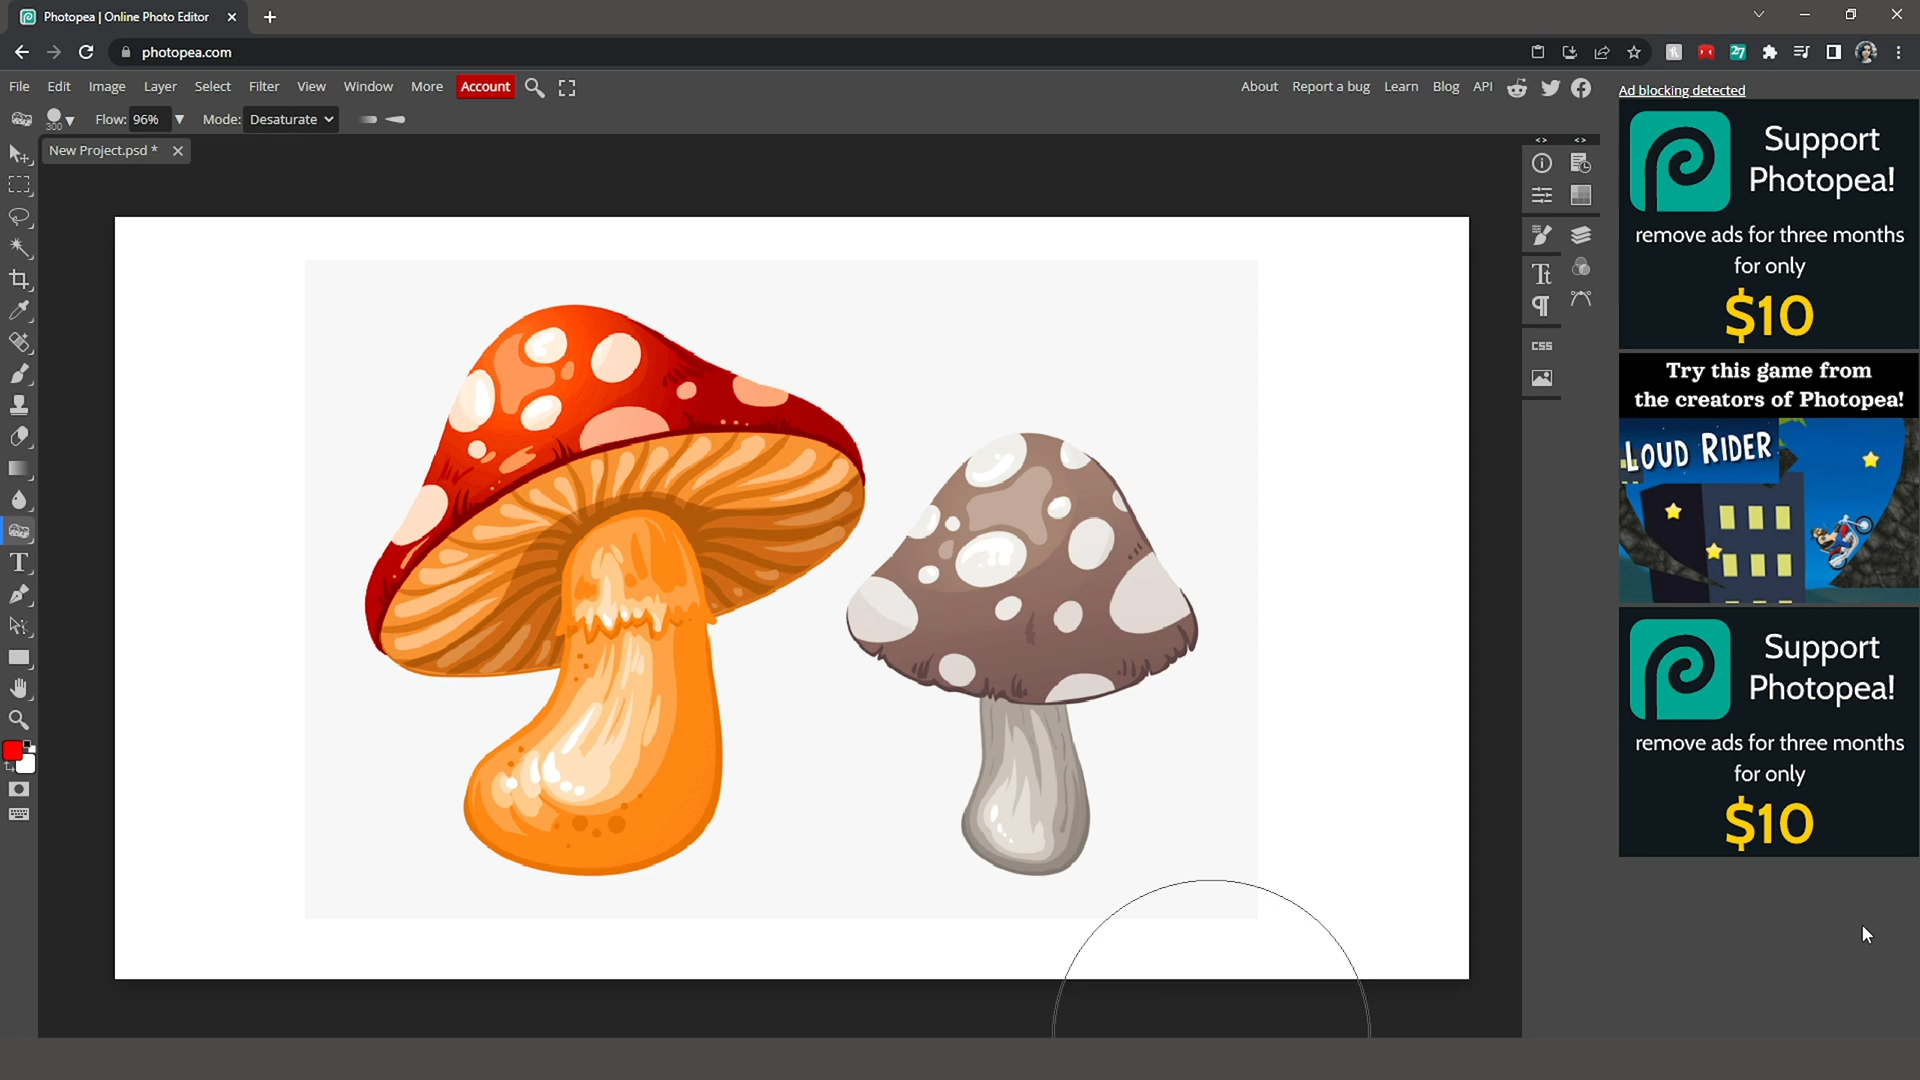 Photopea | Online Photo Editor
photopea.com
27
File Edit Image Layer Select Filter View Window More Account
About Report a bug Learn Blog API
Ad blocking detected
300 Flow: 96% Mode: Desaturate
New Project.psd *
CSS
Support
Photopea!
remove ads for three months
for only
$10
Try this game from
the creators of Photopea!
LOUD RIDER
Support
Photopea!
remove ads for three months
for only
$10